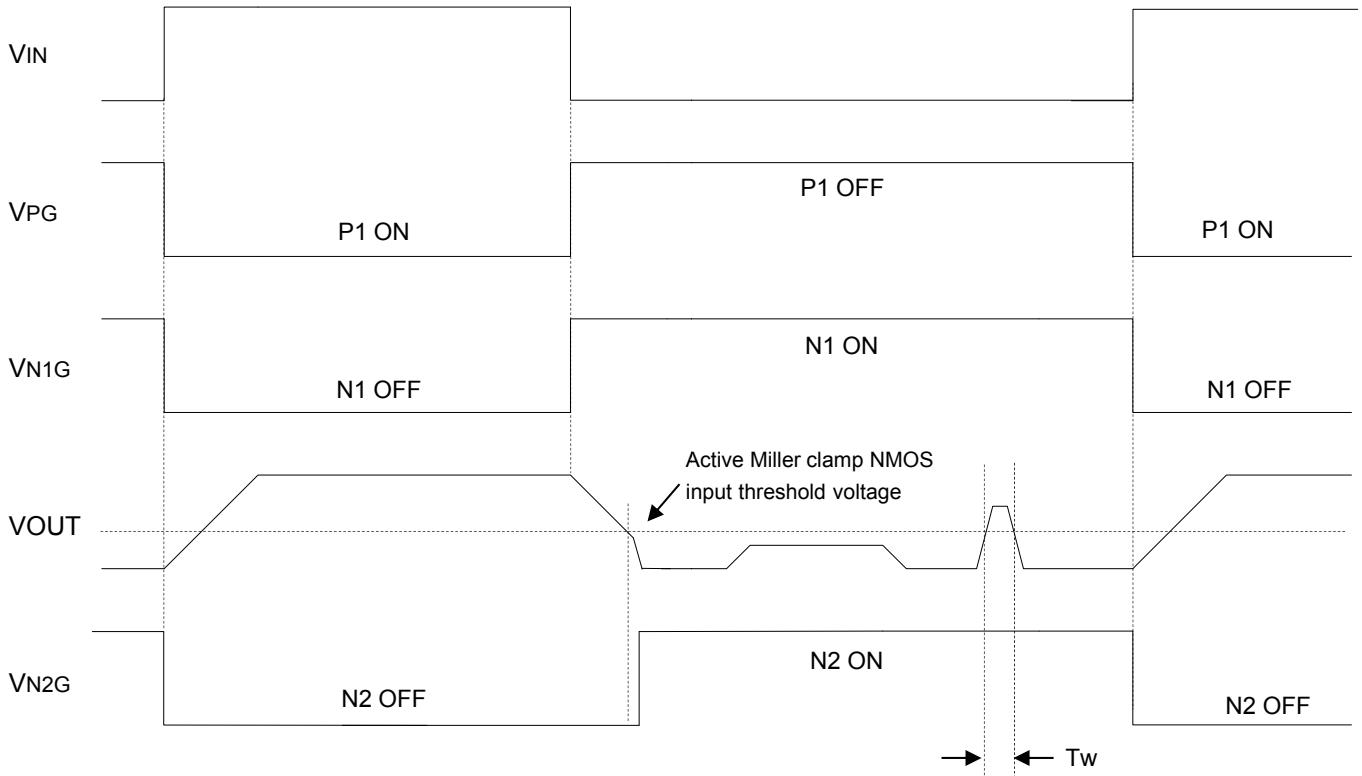 VIN
VPG
P1 OFF
P1 ON
P1 ON
VN1G
N1 ON
N1 OFF
N1 OFF
Active Miller clamp NMOS
input threshold voltage
VOUT
VN2G
N2 ON
N2 OFF
N2 OFF
Tw